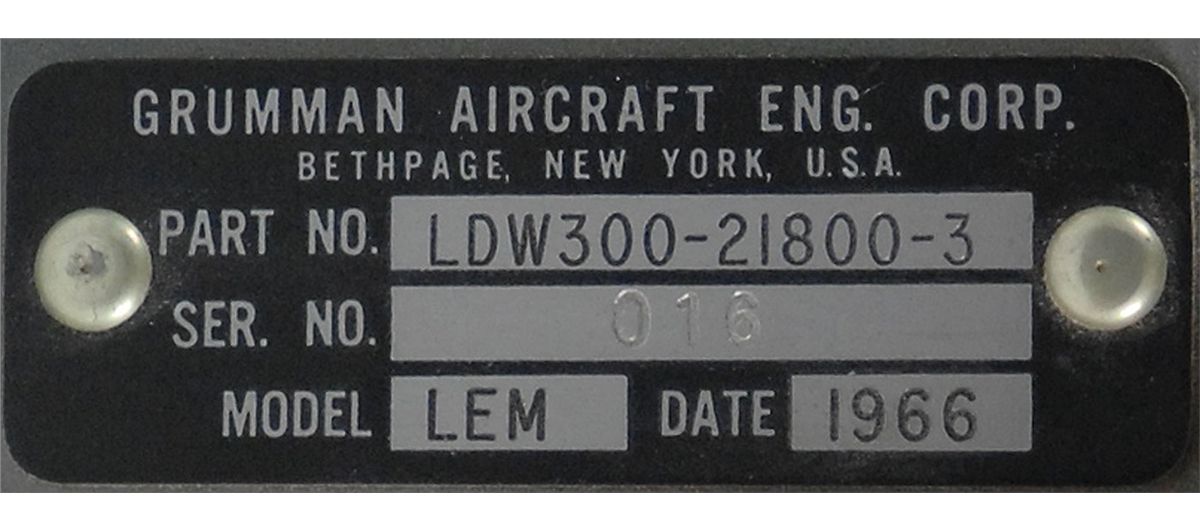 GRUMMAN AIRCRAFT ENG. CORP.
BETHPAGE, NEW YORK, U.S.A.
PART NO. LDW300-21800-3
SER. NO. 016
MODEL LEM DATE 1966